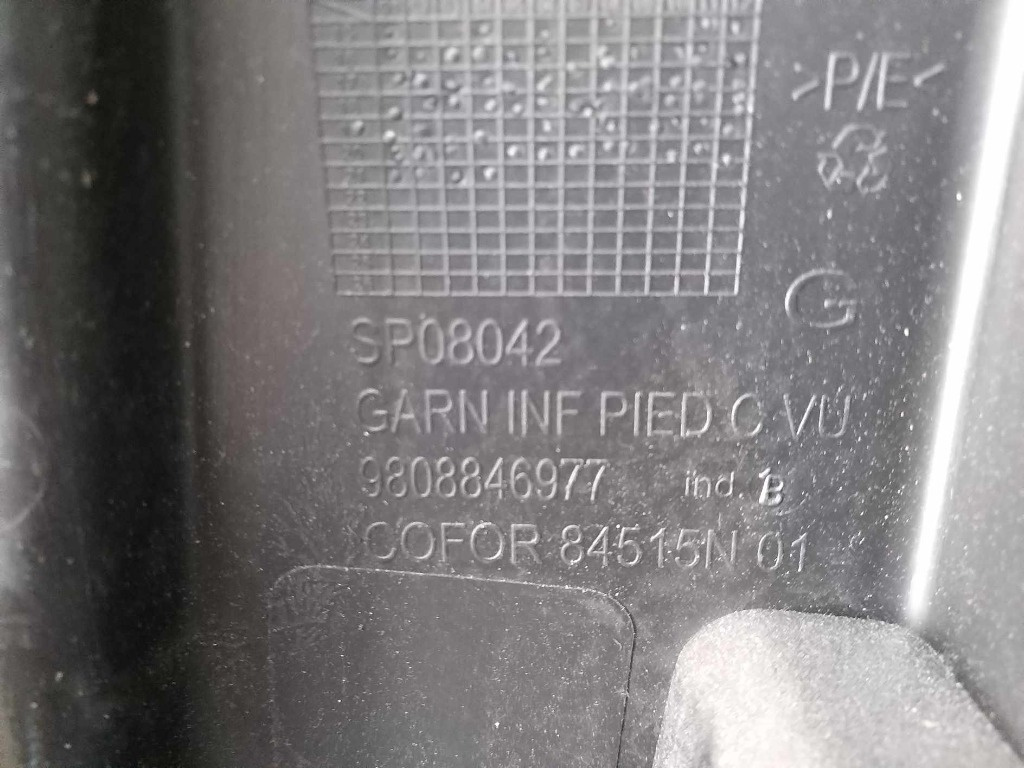 >P/E<
G
SP08042
GARN INF PIED C VU
9808846977 ind. B
COFOR 84515N 01